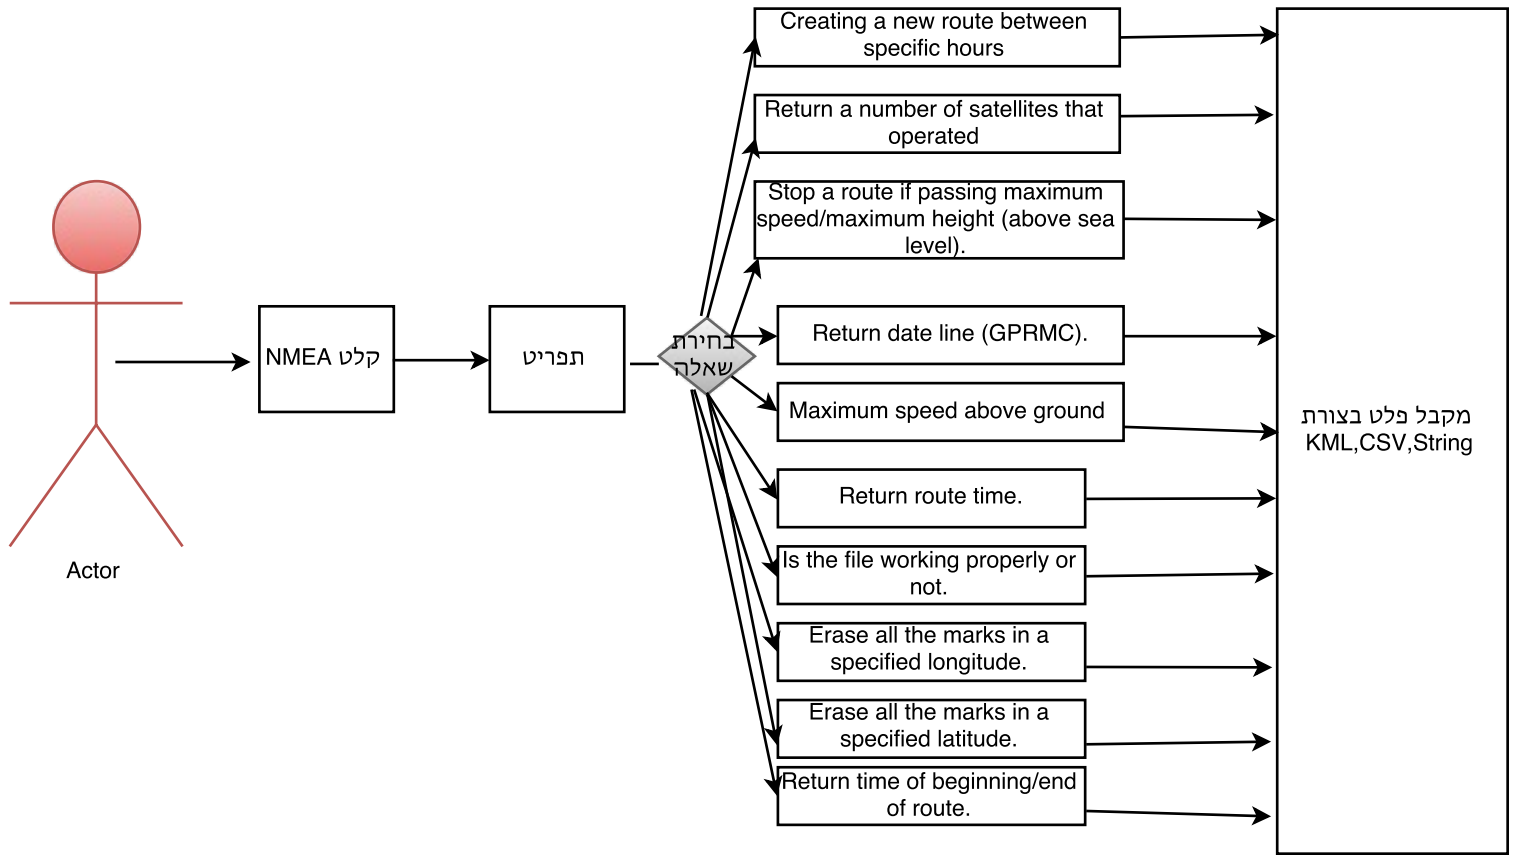 Actor
קלט NMEA
תפריט
בחירת
שאלה
Creating a new route between
specific hours
Return a number of satellites that
operated
Stop a route if passing maximum
speed/maximum height (above sea
level).
Return date line (GPRMC).
Maximum speed above ground
Return route time.
Is the file working properly or
not.
Erase all the marks in a
specified longitude.
Erase all the marks in a
specified latitude.
Return time of beginning/end
of route.
מקבל פלט בצורת
KML,CSV,String